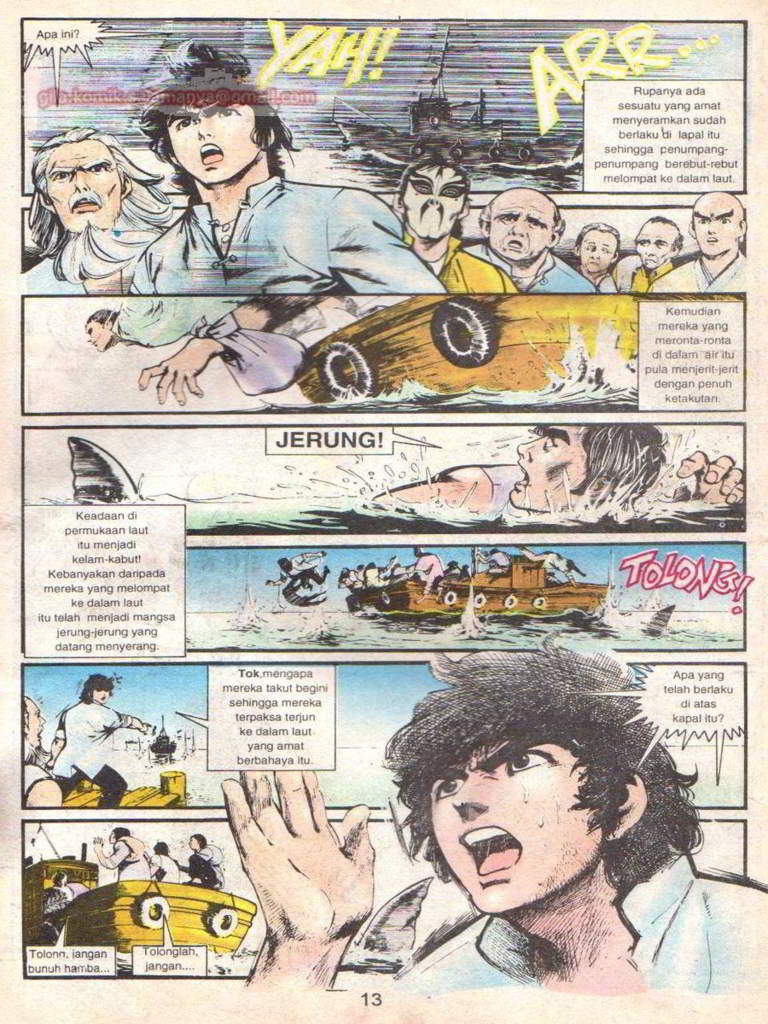 Apa ini?
YAH!
ARR...
Rupanya ada
sesuatu yang amat
menyeramkan sudah
berlaku di lapal itu
sehingga penumpang-
penumpang berebut-rebut
melompat ke dalam laut.
Kemudian
mereka yang
meronta-ronta
di dalam air itu
pula menjerit-jerit
dengan penuh
ketakutan.
JERUNG!
Keadaan di
permukaan laut
itu menjadi
kelam-kabut!
Kebanyakan daripada
mereka yang melompat
ke dalam laut
itu telah menjadi mangsa
jerung-jerung yang
datang menyerang.
TOLONG!
Tok,mengapa
mereka takut begini
sehingga mereka
terpaksa terjun
ke dalam laut
yang amat
berbahaya itu.
Apa yang
telah berlaku
di atas
kapal itu?
Tolonn, jangan
bunuh hamba...
Tolonglah,
jangan....
13